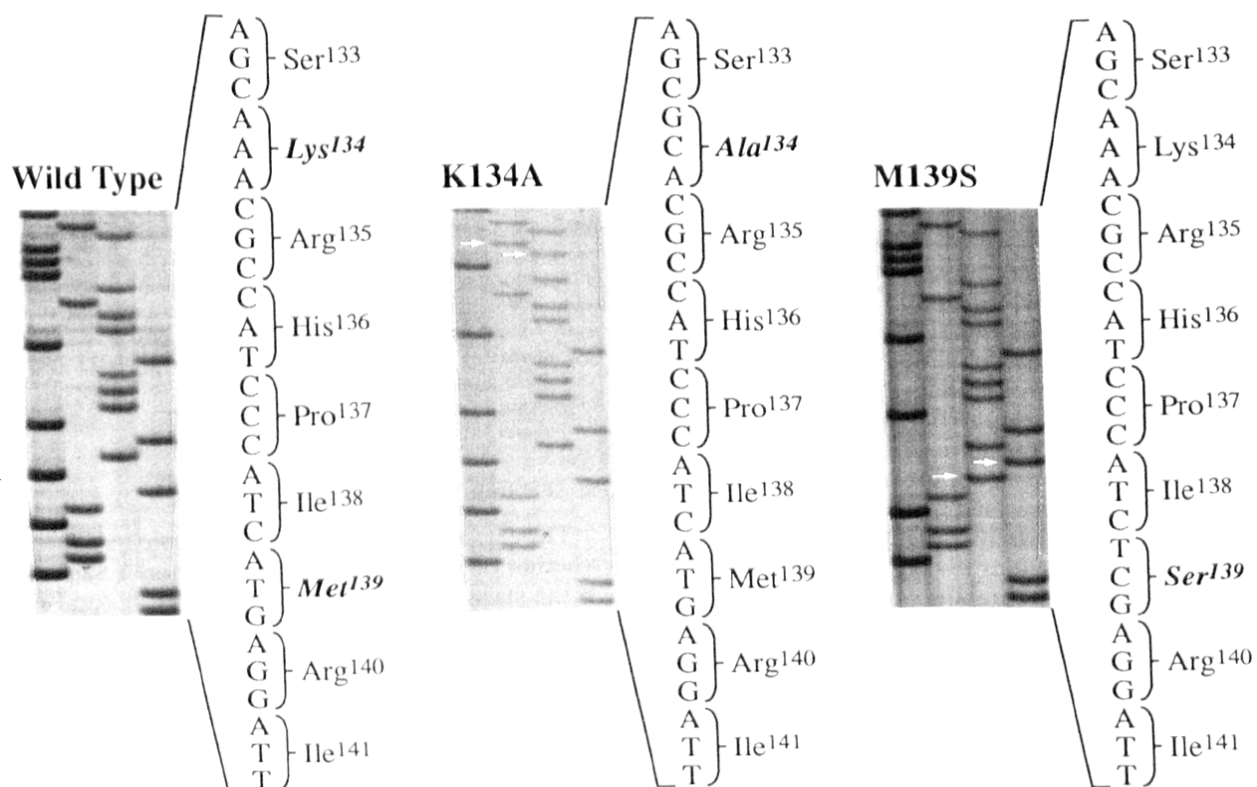 Wild Type
A
G
C
Ser133
A
A
A
Lys134
C
G
C
Arg135
C
A
T
His136
C
C
C
Pro137
A
T
C
Ile138
A
T
G
Met139
A
G
G
Arg140
A
T
T
Ile141
K134A
A
G
C
Ser133
G
C
A
Ala134
C
G
C
Arg135
C
A
T
His136
C
C
C
Pro137
A
T
C
Ile138
A
T
G
Met139
A
G
G
Arg140
A
T
T
Ile141
M139S
A
G
C
Ser133
A
A
A
Lys134
C
G
C
Arg135
C
A
T
His136
C
C
C
Pro137
A
T
C
Ile138
T
C
G
Ser139
A
G
G
Arg140
A
T
T
Ile141